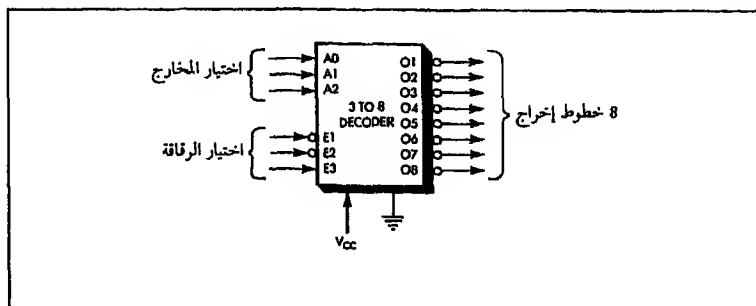 اختيار المخارج
A0
A1
A2
اختيار الرقاقة
E1
E2
E3
3 TO 8
DECODER
O1
O2
O3
O4
O5
O6
O7
O8
8 خطوط إخراج
VCC